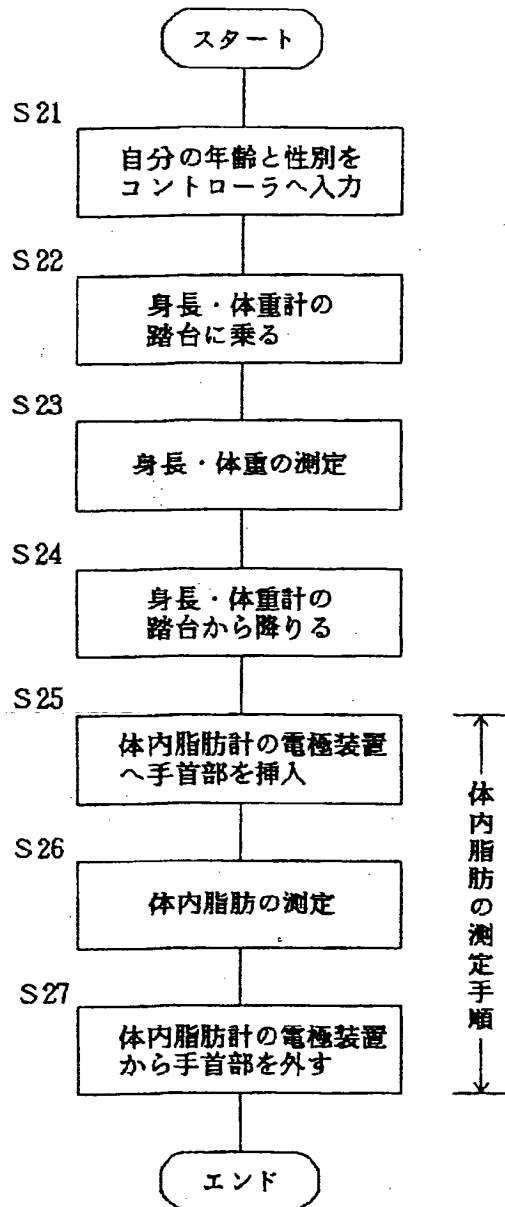 スタート
S21
自分の年齢と性別を
コントローラへ入力
S22
身長・体重計の
踏台に乗る
S23
身長・体重の測定
S24
身長・体重計の
踏台から降りる
S25
体内脂肪計の電極装置
へ手首部を挿入
S26
体内脂肪の測定
S27
体内脂肪計の電極装置
から手首部を外す
体内脂肪の測定手順
エンド